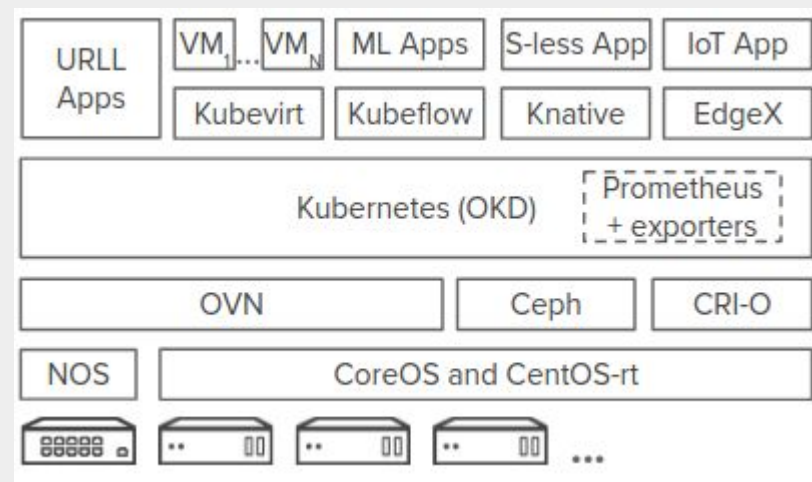 URLL
Apps
VM1 ... VMN
ML Apps
S-less App
IoT App
Kubevirt
Kubeflow
Knative
EdgeX
Kubernetes (OKD)
Prometheus
+ exporters
OVN
Ceph
CRI-O
NOS
CoreOS and CentOS-rt
...